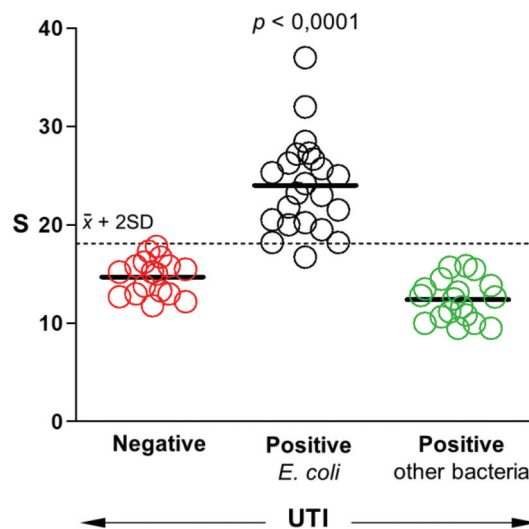 p < 0,0001
40
30
20
10
0
S
x̄ + 2SD
Negative
Positive
E. coli
Positive
other bacteria
UTI